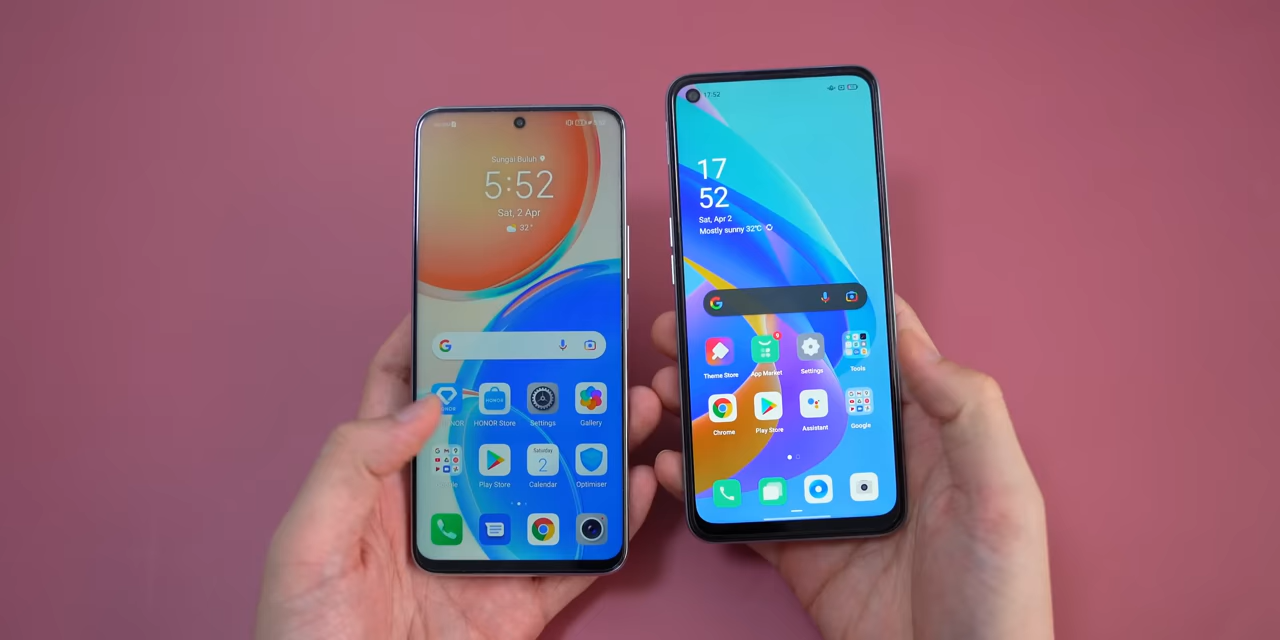 Sungai Buluh
5:52
Sat, 2 Apr
32°
HONOR Store
Settings
Gallery
Play Store
Saturday
2
Calendar
Optimiser
17:52
17
52
Sat, Apr 2
Mostly sunny 32°C
Theme Store
App Market
Settings
Tools
Chrome
Play Store
Assistant
Google